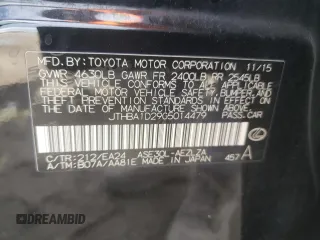 MFD. BY: TOYOTA MOTOR CORPORATION 11/15
GVWR 4630LB GAWR FR 2400LB RR 2545LB
THIS VEHICLE CONFORMS TO ALL APPLICABLE
FEDERAL MOTOR VEHICLE SAFETY, BUMPER, AND
THEFT PREVENTION STANDARDS IN EFFECT ON
THE DATE OF MANUFACTURE SHOWN ABOVE.
JTHBA1D29G5014479 PASS.CAR
C/TR:212/EA24 ASE30L-AEZLZA
A/TM:B07A/AA81E MADE IN JAPAN 457 A